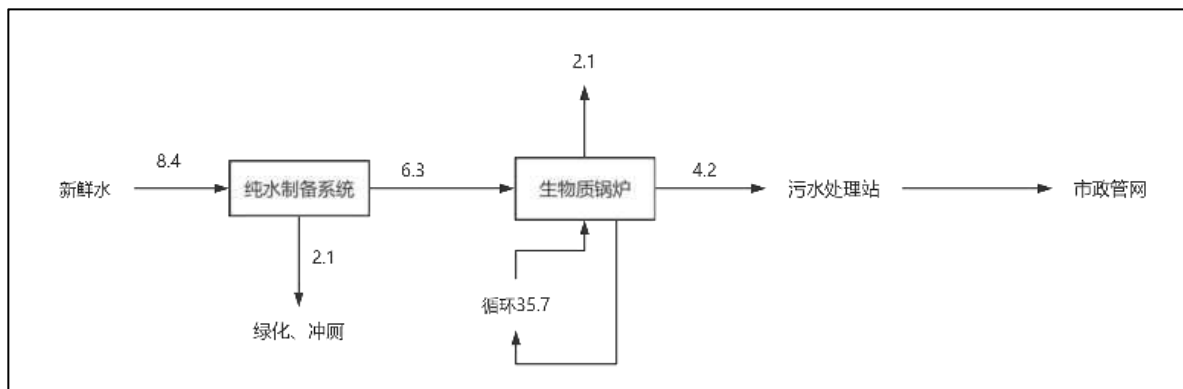 2.1
8.4
6.3
4.2
新鲜水
纯水制备系统
生物质锅炉
污水处理站
市政管网
2.1
循环35.7
绿化、冲厕